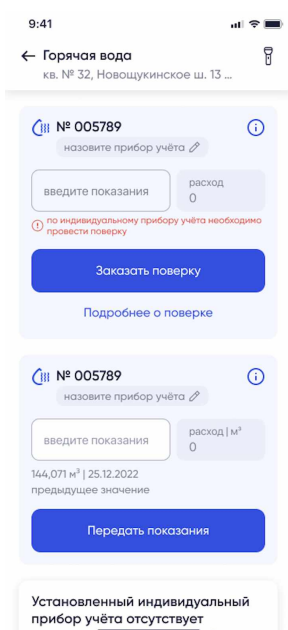 9:41
Горячая вода
кв. № 32, Новощукинское ш. 13 ...
№ 005789
назовите прибор учёта
введите показания
расход
0
по индивидуальному прибору учёта необходимо
провести поверку
Заказать поверку
Подробнее о поверке
№ 005789
назовите прибор учёта
введите показания
расход | м³
0
144,071 м³ | 25.12.2022
предыдущее значение
Передать показания
Установленный индивидуальный
прибор учёта отсутствует